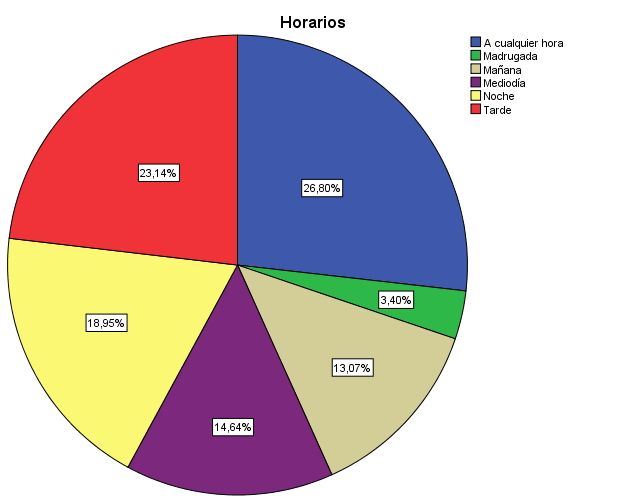 Horarios
A cualquier hora
Madrugada
Mañana
Mediodía
Noche
Tarde
23,14%
26,80%
3,40%
18,95%
13,07%
14,64%